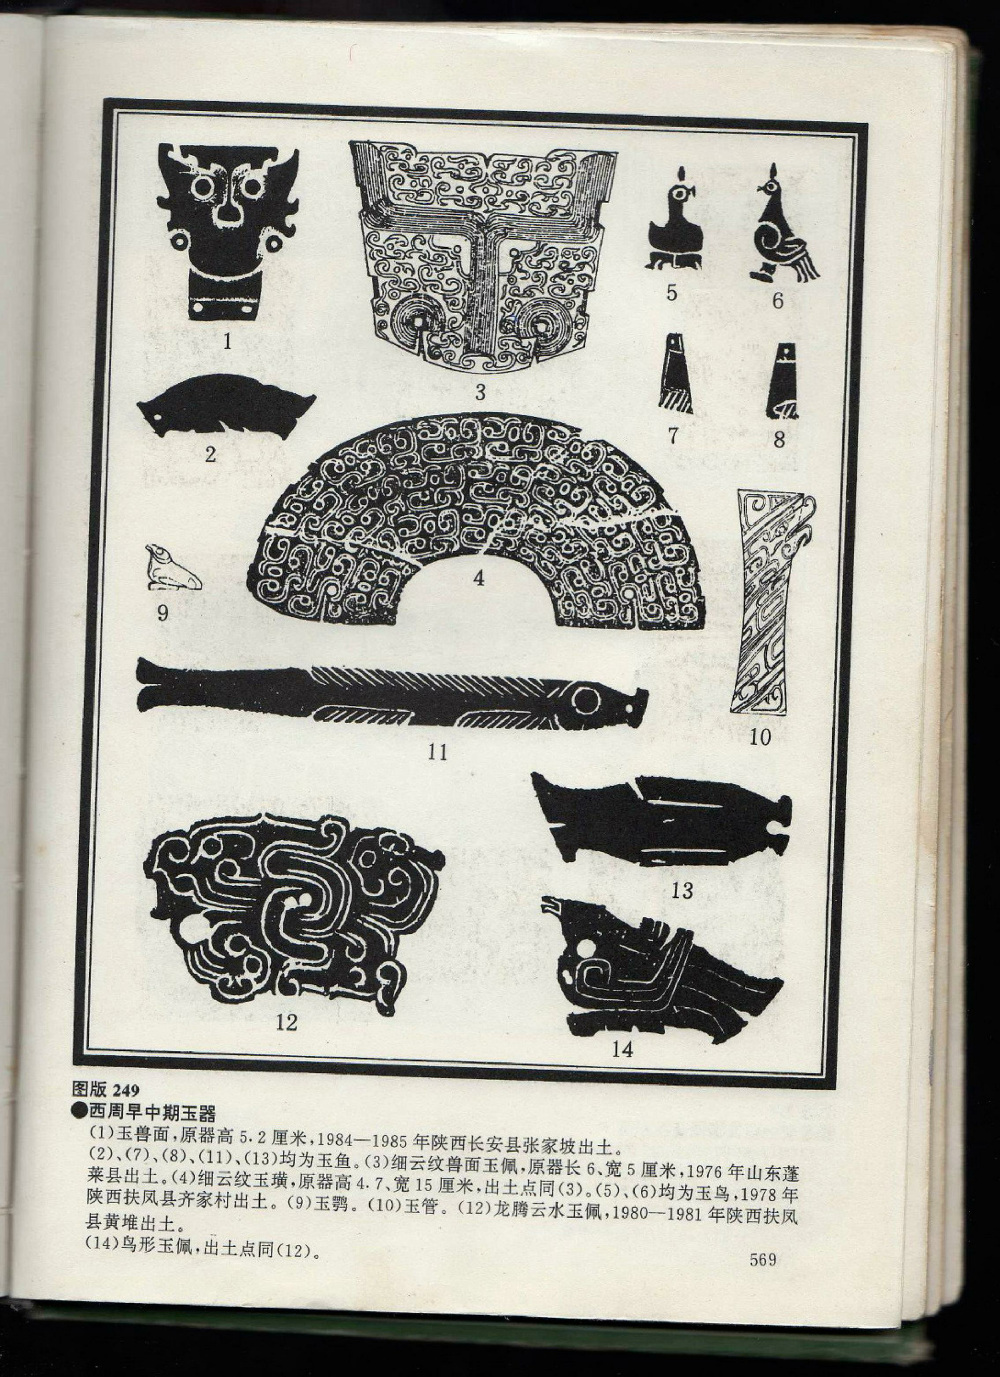 1
2
3
4
5
6
7
8
9
10
11
12
13
14
图版 249
●西周早中期玉器
(1)玉兽面,原器高 5.2 厘米,1984—1985 年陕西长安县张家坡出土。
(2)、(7)、(8)、(11)、(13)均为玉鱼。(3)细云纹兽面玉佩,原器长 6、宽 5 厘米,1976 年山东蓬
莱县出土。(4)细云纹玉璜,原器高 4.7、宽 15 厘米,出土点同(3)。(5)、(6)均为玉鸟,1978 年
陕西扶凤县齐家村出土。(9)玉鹗。(10)玉管。(12)龙腾云水玉佩,1980—1981 年陕西扶凤
县黄堆出土。
(14)鸟形玉佩,出土点同(12)。
569